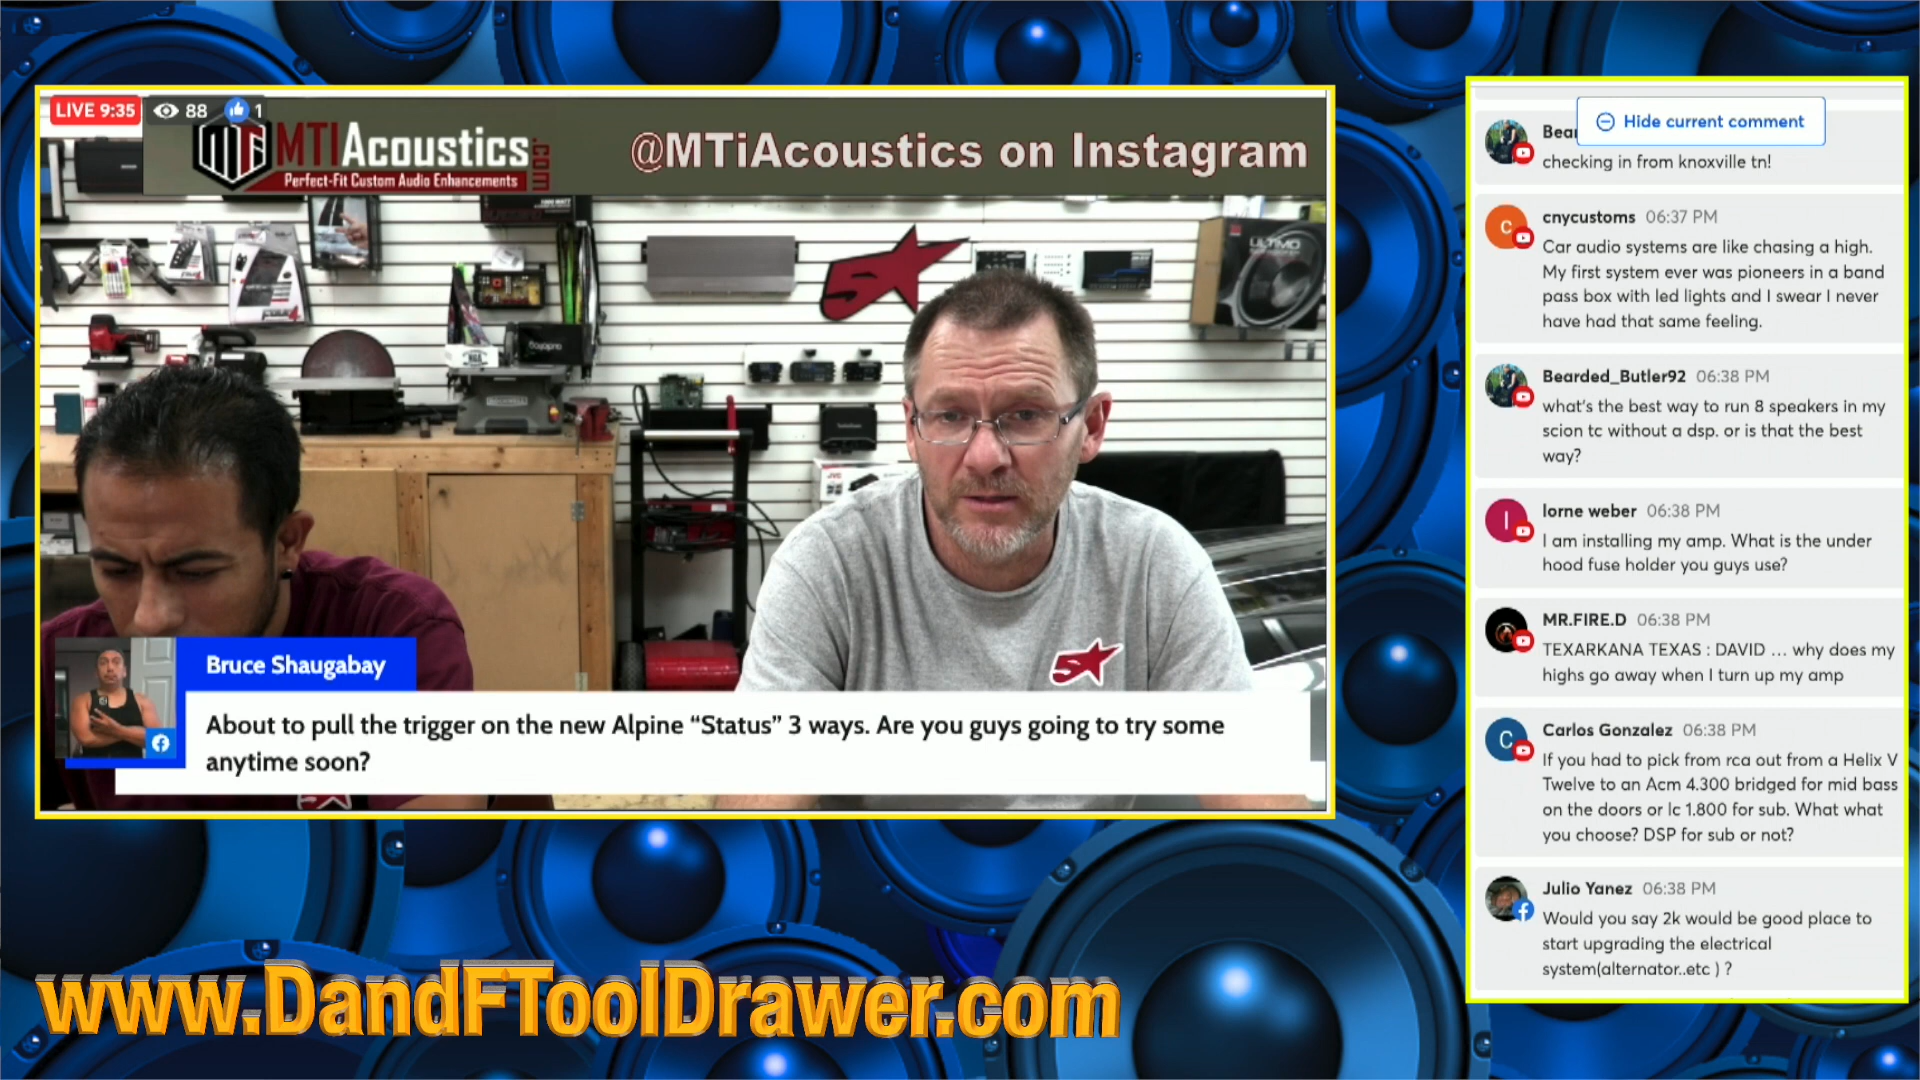 LIVE 9:35
88
1
MTIAcoustics.com
Perfect-Fit Custom Audio Enhancements
@MTiAcoustics on Instagram
ULTIMO
JVC
Bruce Shaugabay
About to pull the trigger on the new Alpine “Status” 3 ways. Are you guys going to try some
anytime soon?
www.DandFToolDrawer.com
Hide current comment
Bear
checking in from knoxville tn!
cnycustoms 06:37 PM
Car audio systems are like chasing a high.
My first system ever was pioneers in a band
pass box with led lights and I swear I never
have had that same feeling.
Bearded_Butler92 06:38 PM
what's the best way to run 8 speakers in my
scion tc without a dsp. or is that the best
way?
lorne weber 06:38 PM
I am installing my amp. What is the under
hood fuse holder you guys use?
MR.FIRE.D 06:38 PM
TEXARKANA TEXAS : DAVID ... why does my
highs go away when I turn up my amp
Carlos Gonzalez 06:38 PM
If you had to pick from rca out from a Helix V
Twelve to an Acm 4.300 bridged for mid bass
on the doors or lc 1.800 for sub. What what
you choose? DSP for sub or not?
Julio Yanez 06:38 PM
Would you say 2k would be good place to
start upgrading the electrical
system(alternator..etc ) ?